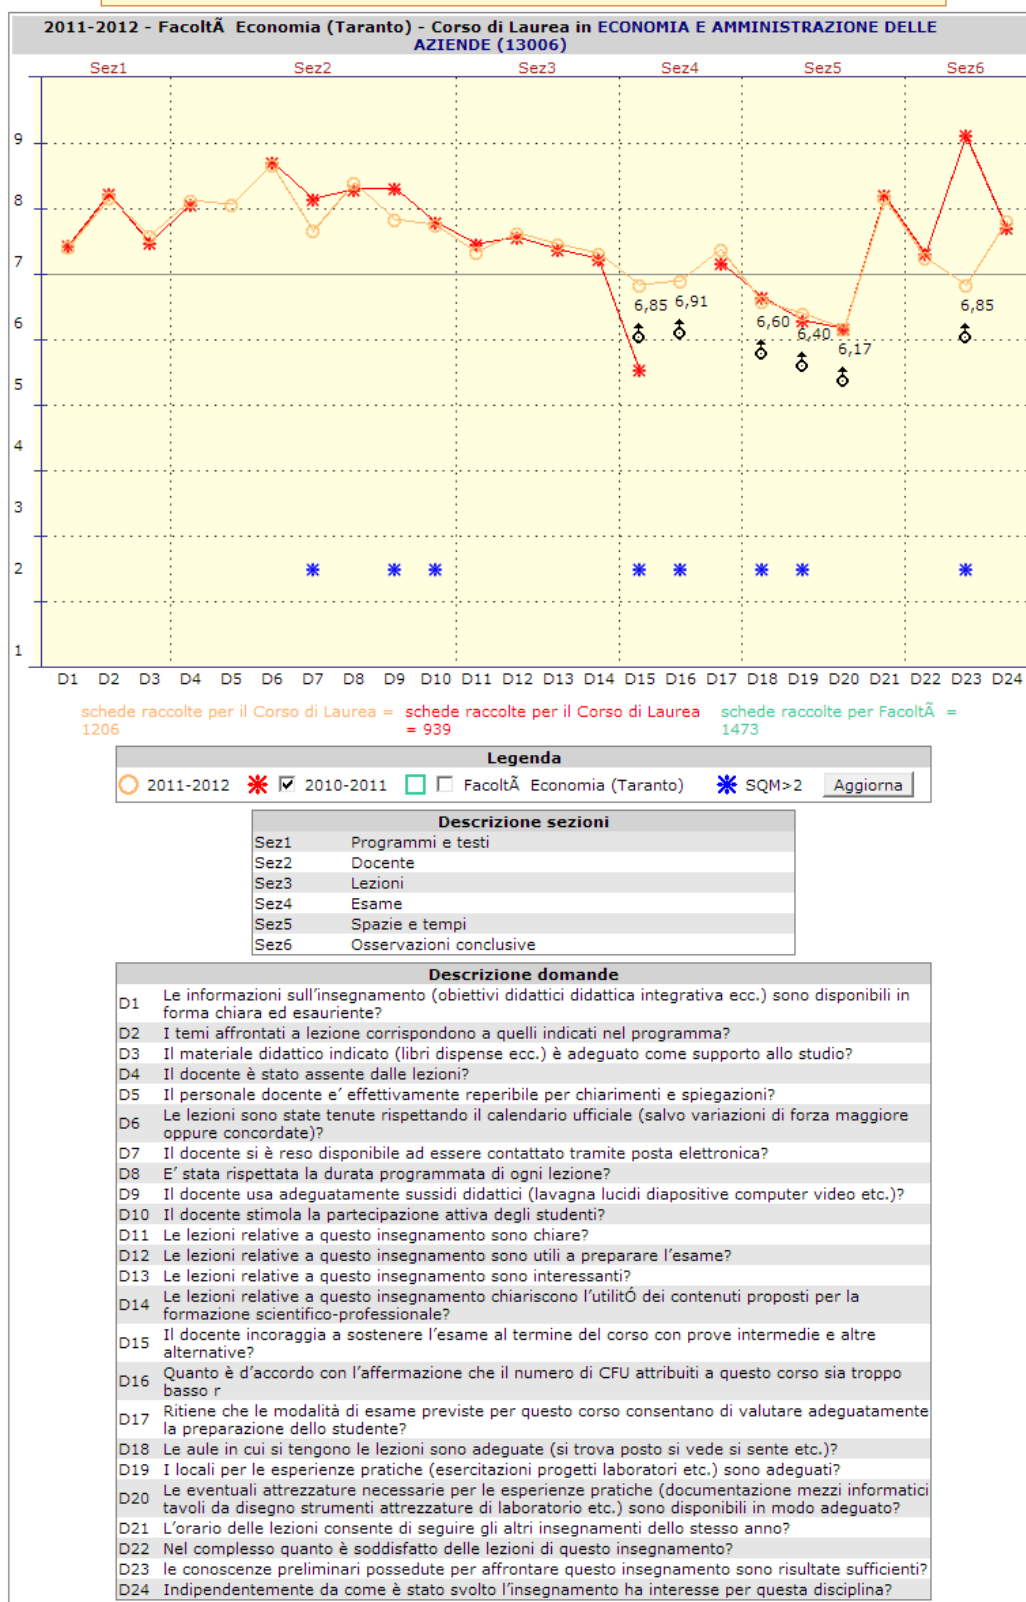 2011-2012 - FacoltÃ  Economia (Taranto) - Corso di Laurea in ECONOMIA E AMMINISTRAZIONE DELLE
AZIENDE (13006)
Sez1 Sez2 Sez3 Sez4 Sez5 Sez6
9
8
7
6,85 6,91 6,60 6,40 6,17 6,85
6
5
4
3
2
1
D1 D2 D3 D4 D5 D6 D7 D8 D9 D10 D11 D12 D13 D14 D15 D16 D17 D18 D19 D20 D21 D22 D23 D24
schede raccolte per il Corso di Laurea =
1206
schede raccolte per il Corso di Laurea
= 939
schede raccolte per FacoltÃ  =
1473
Legenda
2011-2012 2010-2011 FacoltÃ  Economia (Taranto) SQM>2 Aggiorna
Descrizione sezioni
Sez1 Programmi e testi
Sez2 Docente
Sez3 Lezioni
Sez4 Esame
Sez5 Spazie e tempi
Sez6 Osservazioni conclusive
Descrizione domande
D1 Le informazioni sull'insegnamento (obiettivi didattici didattica integrativa ecc.) sono disponibili in
forma chiara ed esauriente?
D2 I temi affrontati a lezione corrispondono a quelli indicati nel programma?
D3 Il materiale didattico indicato (libri dispense ecc.) è adeguato come supporto allo studio?
D4 Il docente è stato assente dalle lezioni?
D5 Il personale docente e' effettivamente reperibile per chiarimenti e spiegazioni?
D6 Le lezioni sono state tenute rispettando il calendario ufficiale (salvo variazioni di forza maggiore
oppure concordate)?
D7 Il docente si è reso disponibile ad essere contattato tramite posta elettronica?
D8 E' stata rispettata la durata programmata di ogni lezione?
D9 Il docente usa adeguatamente sussidi didattici (lavagna lucidi diapositive computer video etc.)?
D10 Il docente stimola la partecipazione attiva degli studenti?
D11 Le lezioni relative a questo insegnamento sono chiare?
D12 Le lezioni relative a questo insegnamento sono utili a preparare l'esame?
D13 Le lezioni relative a questo insegnamento sono interessanti?
D14 Le lezioni relative a questo insegnamento chiariscono l'utilitÓ dei contenuti proposti per la
formazione scientifico-professionale?
D15 Il docente incoraggia a sostenere l'esame al termine del corso con prove intermedie e altre
alternative?
D16 Quanto è d'accordo con l'affermazione che il numero di CFU attribuiti a questo corso sia troppo
basso r
D17 Ritiene che le modalità di esame previste per questo corso consentano di valutare adeguatamente
la preparazione dello studente?
D18 Le aule in cui si tengono le lezioni sono adeguate (si trova posto si vede si sente etc.)?
D19 I locali per le esperienze pratiche (esercitazioni progetti laboratori etc.) sono adeguati?
D20 Le eventuali attrezzature necessarie per le esperienze pratiche (documentazione mezzi informatici
tavoli da disegno strumenti attrezzature di laboratorio etc.) sono disponibili in modo adeguato?
D21 L'orario delle lezioni consente di seguire gli altri insegnamenti dello stesso anno?
D22 Nel complesso quanto è soddisfatto delle lezioni di questo insegnamento?
D23 le conoscenze preliminari possedute per affrontare questo insegnamento sono risultate sufficienti?
D24 Indipendentemente da come è stato svolto l'insegnamento ha interesse per questa disciplina?